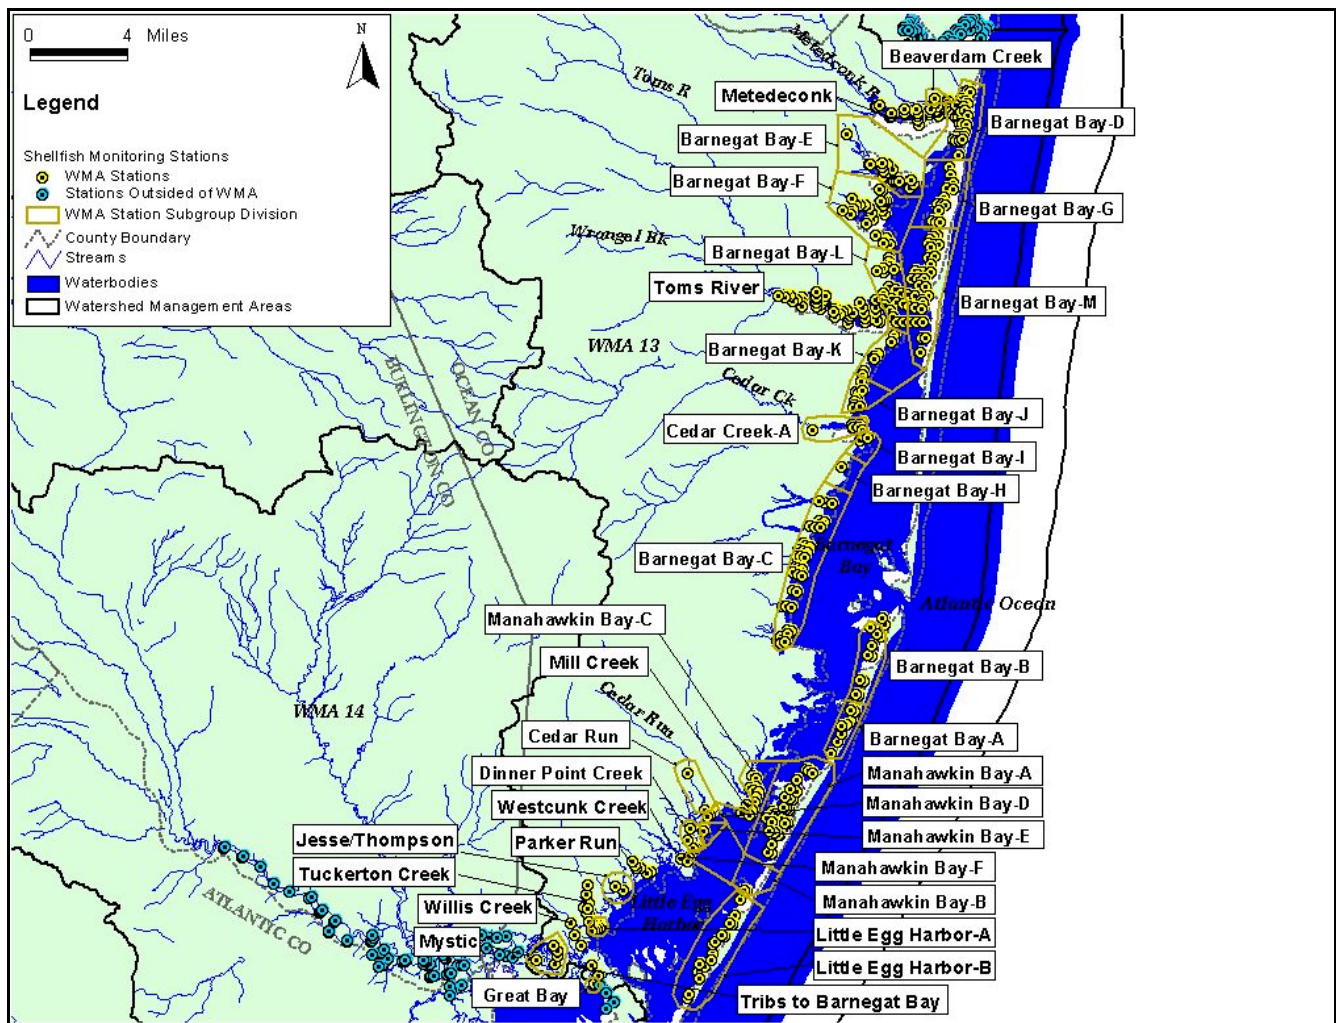 0 4 Miles
N
Legend
Shellfish Monitoring Stations
WMA Stations
Stations Outsided of WMA
WMA Station Subgroup Division
County Boundary
Streams
Waterbodies
Watershed Management Areas
Metedconk R
Beaverdam Creek
Toms R
Metedeconk
Barnegat Bay-D
Barnegat Bay-E
Barnegat Bay-F
Barnegat Bay-G
Wrangel Bk
Barnegat Bay-L
Toms River
Barnegat Bay-M
WMA 13
Barnegat Bay-K
Cedar Ck
BURLINGTON CO
OCEAN CO
Barnegat Bay-J
Cedar Creek-A
Barnegat Bay-I
Barnegat Bay-H
Barnegat Bay-C
Barnegat
Bay
Atlantic Ocean
Manahawkin Bay-C
Mill Creek
Barnegat Bay-B
Cedar Run
WMA 14
Cedar Run
Barnegat Bay-A
Dinner Point Creek
Manahawkin Bay-A
Westcunk Creek
Manahawkin Bay-D
Jesse/Thompson
Parker Run
Manahawkin Bay-E
Tuckerton Creek
Manahawkin Bay-F
Willis Creek
Little Egg
Harbor
Manahawkin Bay-B
ATLANTIC CO
Mystic
Little Egg Harbor-A
Little Egg Harbor-B
Great Bay
Tribs to Barnegat Bay